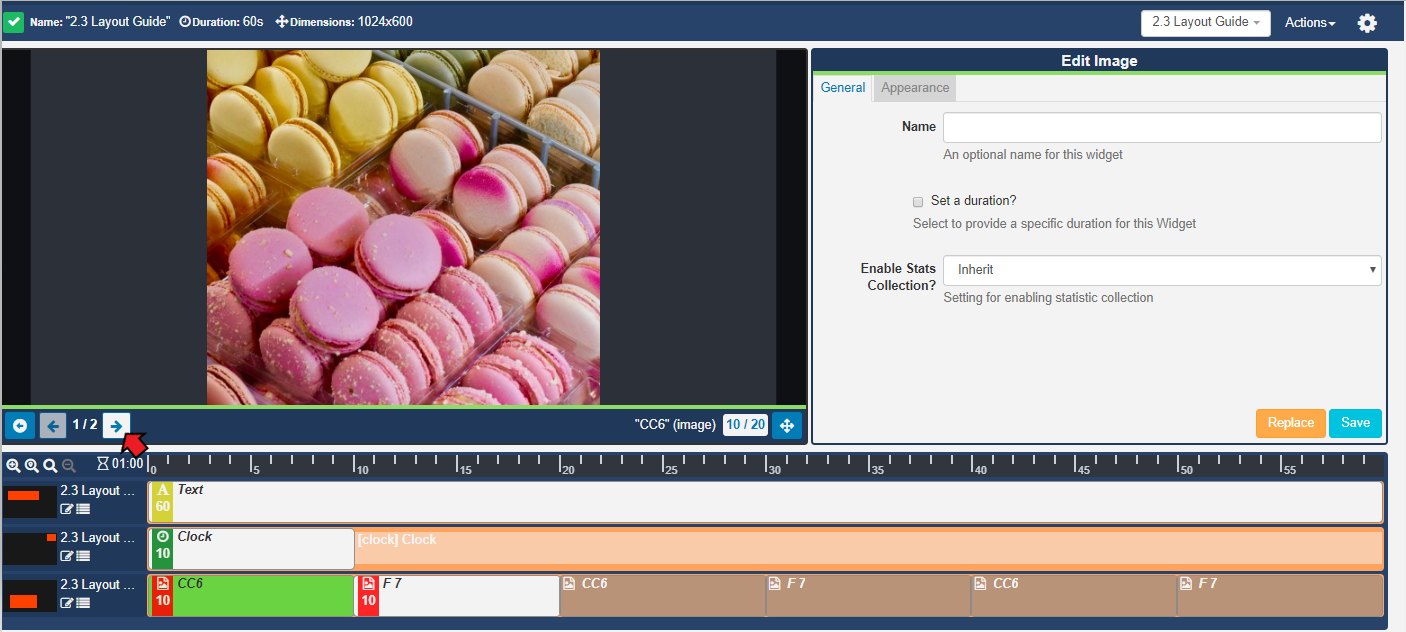 Name: "2.3 Layout Guide" Duration: 60s Dimensions: 1024x600
2.3 Layout Guide Actions
Edit Image
General Appearance
Name
An optional name for this widget
Set a duration?
Select to provide a specific duration for this Widget
Enable Stats
Collection?
Inherit
Setting for enabling statistic collection
Replace Save
1 / 2
"CC6" (image) 10 / 20
01:00 0 5 10 15 20 25 30 35 40 45 50 55
2.3 Layout ...
A
60
Text
2.3 Layout ...
10
Clock
[clock] Clock
2.3 Layout ...
10
CC6
10
F 7
CC6
F 7
CC6
F 7